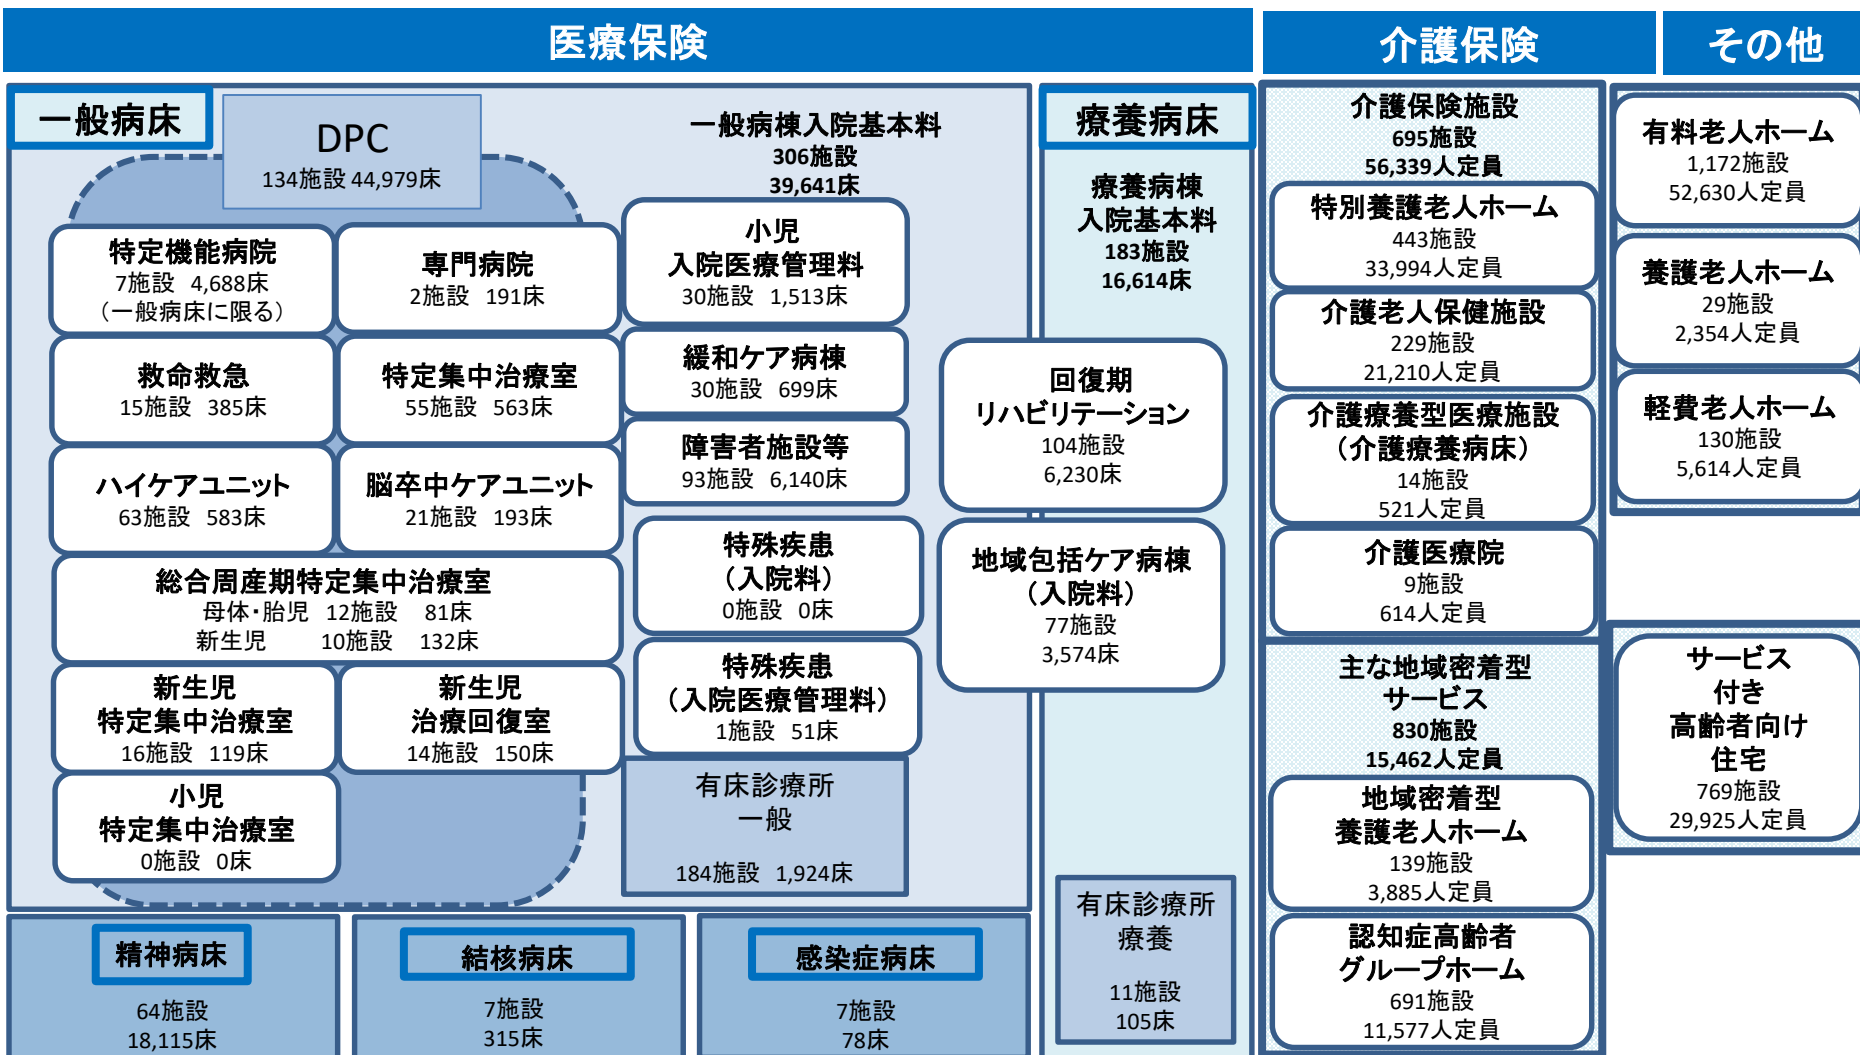 医療保険
介護保険
その他
一般病床
DPC
134施設 44,979床
一般病棟入院基本料
306施設
39,641床
特定機能病院
7施設 4,688床
（一般病床に限る）
専門病院
2施設 191床
救命救急
15施設 385床
特定集中治療室
55施設 563床
ハイケアユニット
63施設 583床
脳卒中ケアユニット
21施設 193床
総合周産期特定集中治療室
母体・胎児 12施設 81床
新生児 10施設 132床
新生児
特定集中治療室
16施設 119床
新生児
治療回復室
14施設 150床
小児
特定集中治療室
0施設 0床
小児
入院医療管理料
30施設 1,513床
緩和ケア病棟
30施設 699床
障害者施設等
93施設 6,140床
特殊疾患
（入院料）
0施設 0床
特殊疾患
（入院医療管理料）
1施設 51床
有床診療所
一般
184施設 1,924床
療養病床
療養病棟
入院基本料
183施設
16,614床
回復期
リハビリテーション
104施設
6,230床
地域包括ケア病棟
（入院料）
77施設
3,574床
有床診療所
療養
11施設
105床
精神病床
64施設
18,115床
結核病床
7施設
315床
感染症病床
7施設
78床
介護保険施設
695施設
56,339人定員
特別養護老人ホーム
443施設
33,994人定員
介護老人保健施設
229施設
21,210人定員
介護療養型医療施設
（介護療養病床）
14施設
521人定員
介護医療院
9施設
614人定員
主な地域密着型
サービス
830施設
15,462人定員
地域密着型
養護老人ホーム
139施設
3,885人定員
認知症高齢者
グループホーム
691施設
11,577人定員
有料老人ホーム
1,172施設
52,630人定員
養護老人ホーム
29施設
2,354人定員
軽費老人ホーム
130施設
5,614人定員
サービス
付き
高齢者向け
住宅
769施設
29,925人定員